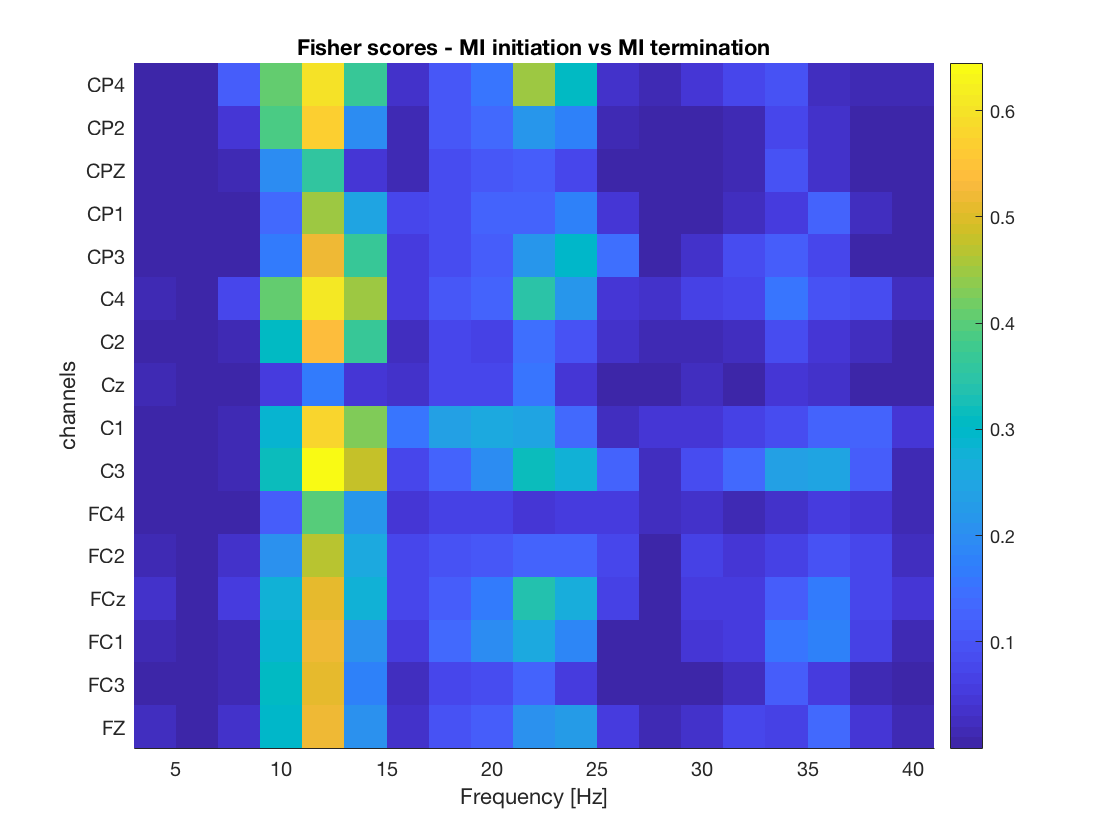 Fisher scores - MI initiation vs MI termination
channels
CP4
CP2
CPZ
CP1
CP3
C4
C2
Cz
C1
C3
FC4
FC2
FCz
FC1
FC3
FZ
5 10 15 20 25 30 35 40
Frequency [Hz]
0.6
0.5
0.4
0.3
0.2
0.1